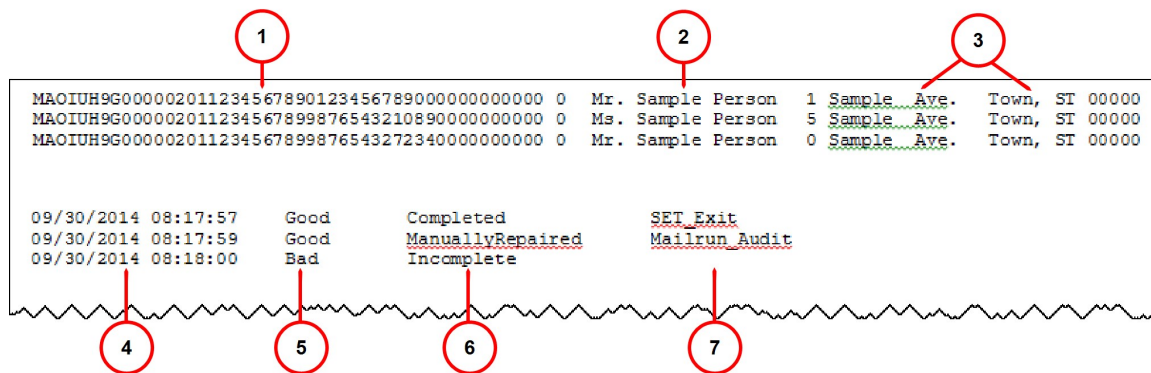 1 2 3
MAOIUH9G000002011234567890123456789000000000000 0 Mr. Sample Person 1 Sample Ave. Town, ST 00000
MAOIUH9G000002011234567899876543210890000000000 0 Ms. Sample Person 5 Sample Ave. Town, ST 00000
MAOIUH9G000002011234567899876543272340000000000 0 Mr. Sample Person 0 Sample Ave. Town, ST 00000
09/30/2014 08:17:57 Good Completed SET_Exit
09/30/2014 08:17:59 Good ManuallyRepaired Mailrun_Audit
09/30/2014 08:18:00 Bad Incomplete
4 5 6 7